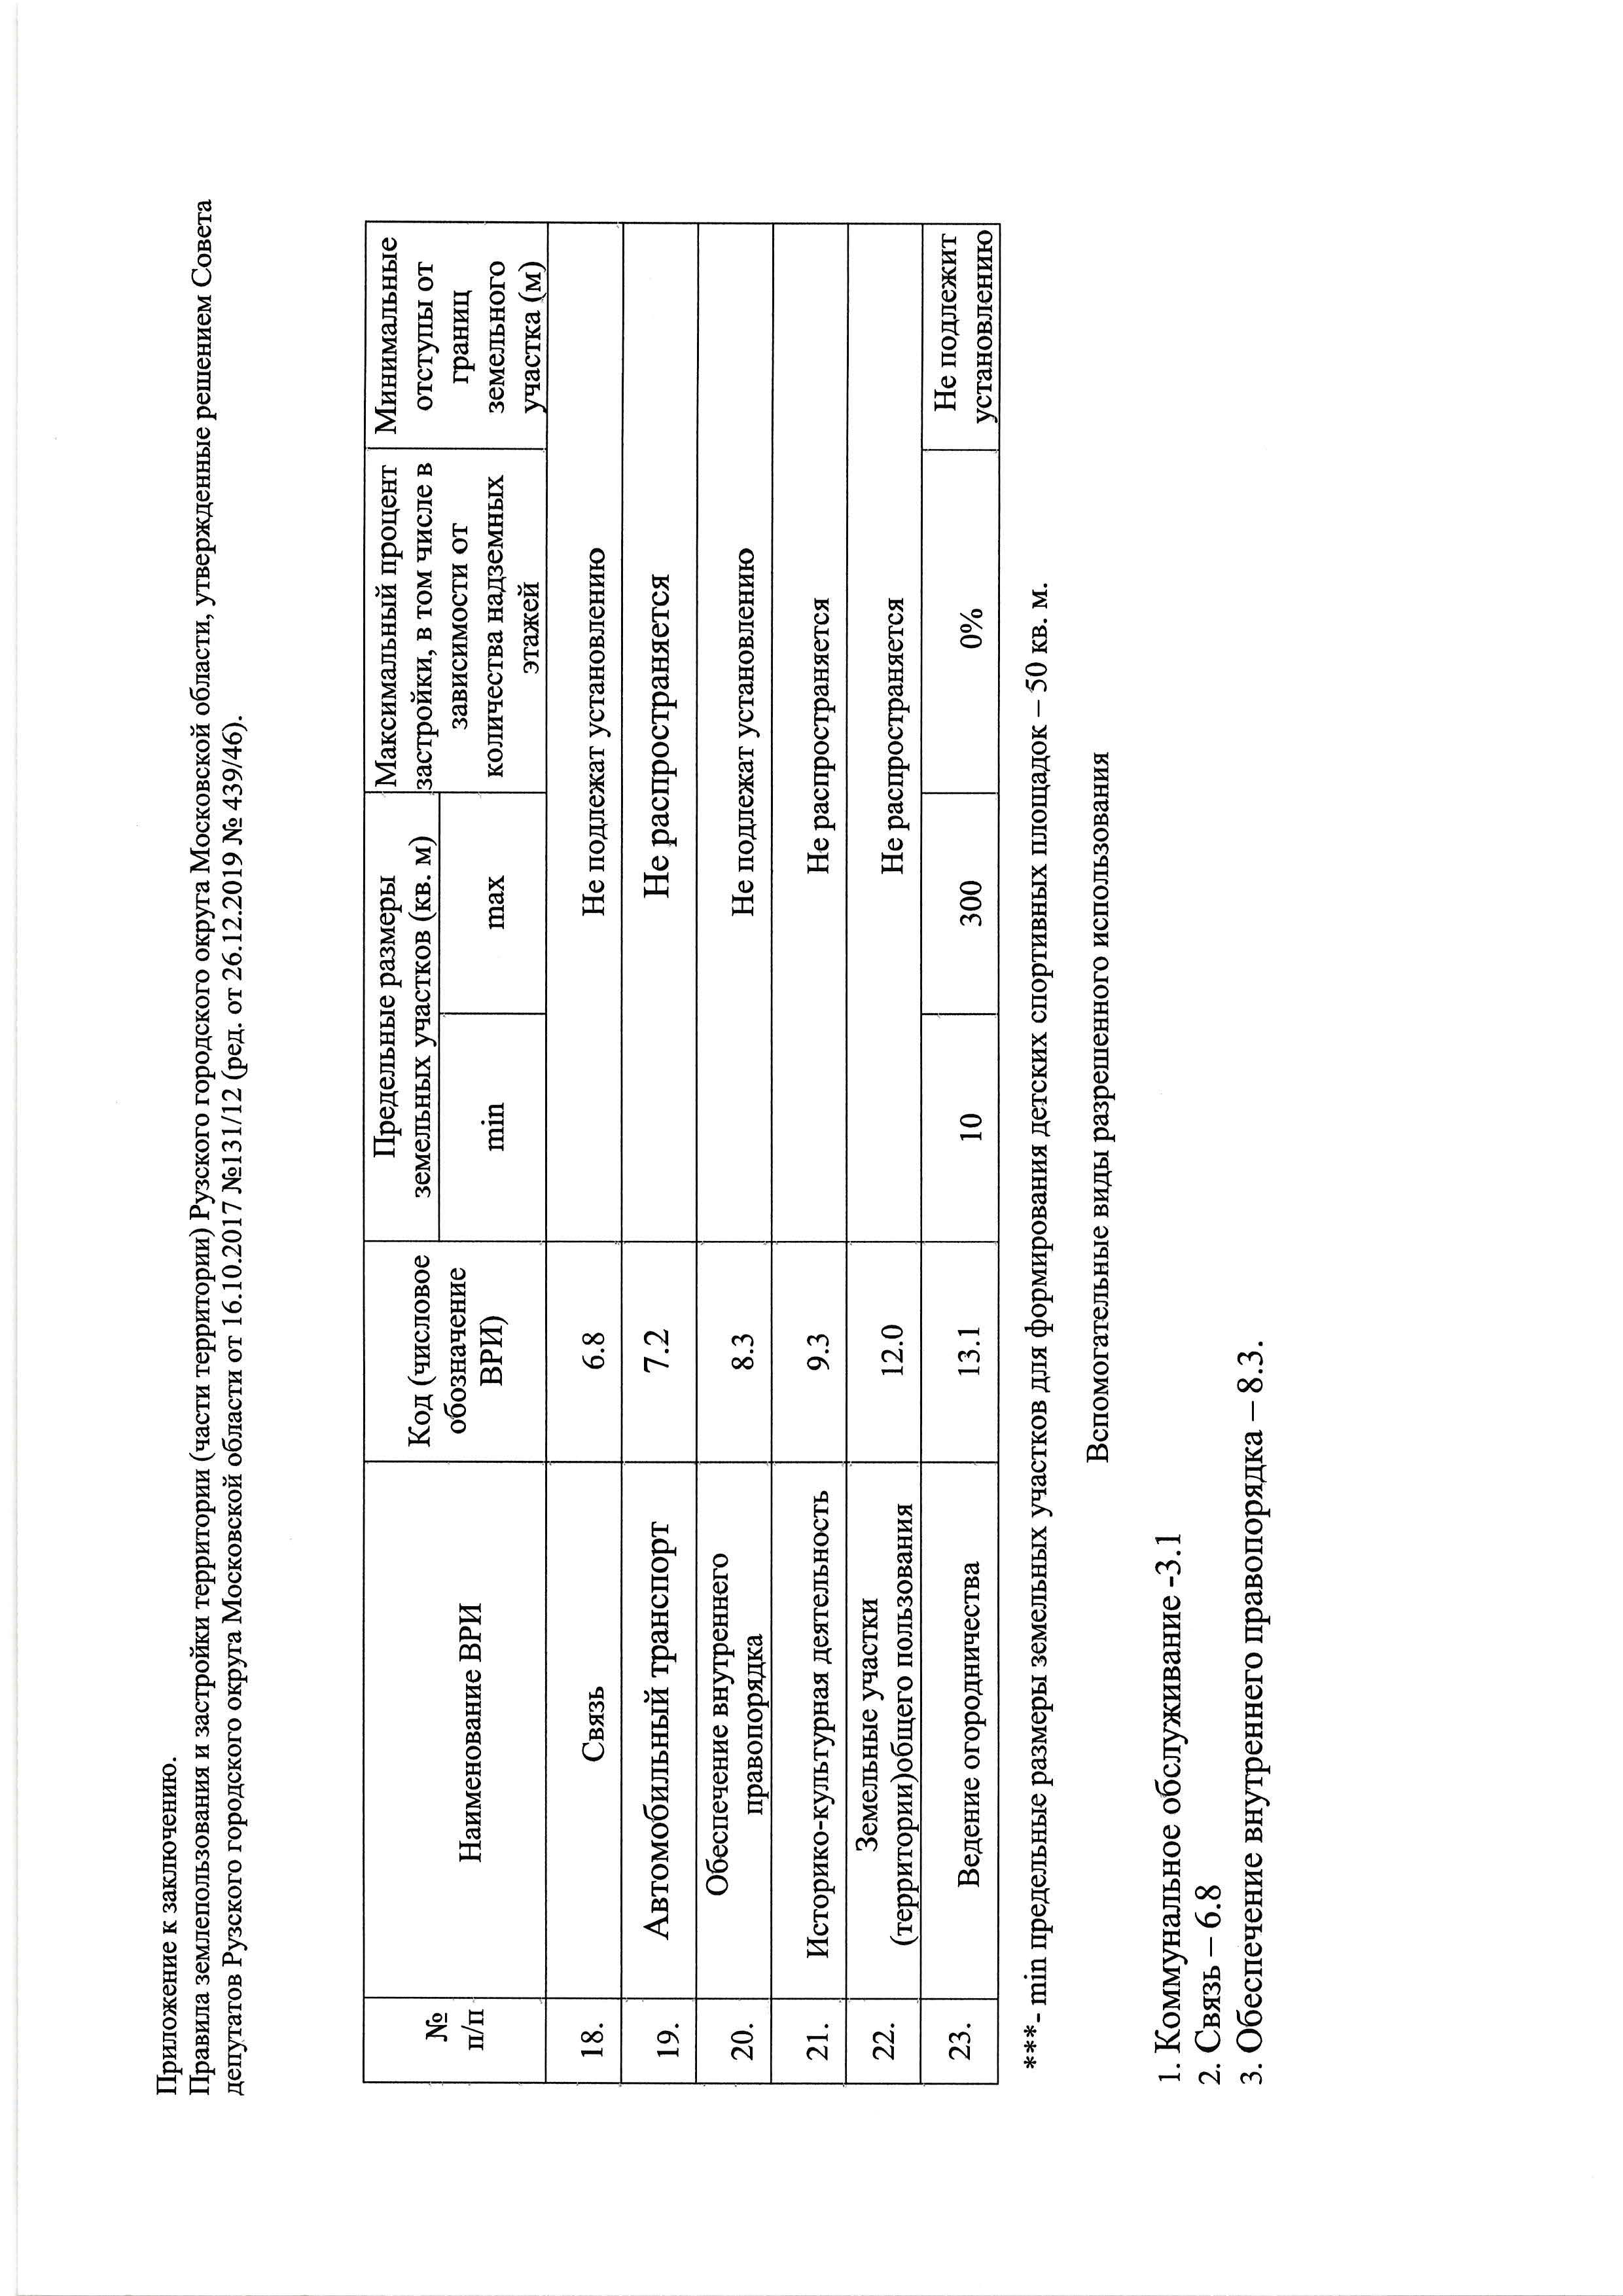 Приложение к заключению.
Правила землепользования и застройки территории (части территории) Рузского городского округа Московской области, утвержденные решением Совета
депутатов Рузского городского округа Московской области от 16.10.2017 №131/12 (ред. от 26.12.2019 № 439/46).
№
п/п
Наименование ВРИ
Код (числовое
обозначение
ВРИ)
Предельные размеры
земельных участков (кв. м)
min
max
Максимальный процент
застройки, в том числе в
зависимости от
количества надземных
этажей
Минимальные
отступы от
границ
земельного
участка (м)
18. Связь 6.8 Не подлежат установлению
19. Автомобильный транспорт 7.2 Не распространяется
20. Обеспечение внутреннего
правопорядка
8.3 Не подлежат установлению
21. Историко-культурная деятельность 9.3 Не распространяется
22. Земельные участки
(территории)общего пользования
12.0 Не распространяется
23. Ведение огородничества 13.1 10 300 0% Не подлежит
установлению
***- min предельные размеры земельных участков для формирования детских спортивных площадок – 50 кв. м.
Вспомогательные виды разрешенного использования
1. Коммунальное обслуживание -3.1
2. Связь – 6.8
3. Обеспечение внутреннего правопорядка – 8.3.